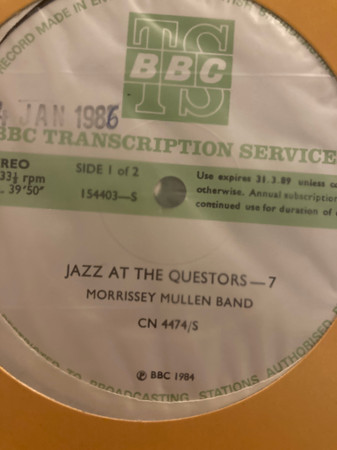 RECORD MADE IN EN
TS
BBC
JAN 1986
BBC TRANSCRIPTION SERVICE
EREO
33⅓ rpm
39'50"
SIDE 1 of 2
154403—S
Use expires 31.3.89 unless
otherwise. Annual subscription
continued use for duration of
JAZZ AT THE QUESTORS—7
MORRISSEY MULLEN BAND
CN 4474/S
℗ BBC 1984
TO BROADCASTING STATIONS AUTHORISED